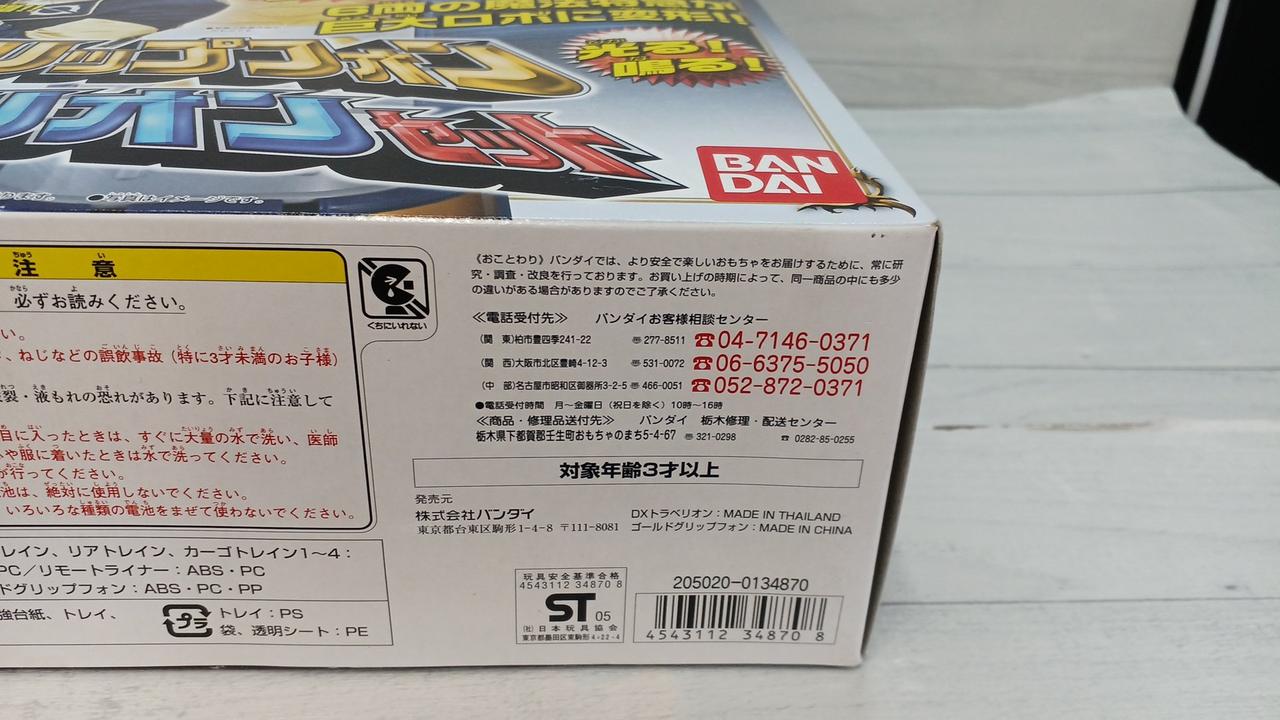 6両の魔法特急が
巨大ロボに変形!!
リップフォン
リオンセット
光る!
鳴る!
BAN
DAI
ります。 ●写真はイメージです。
注意
必ずお読みください。
くちにいれない
い。
、ねじなどの誤飲事故(特に3才未満のお子様)
裂・液もれの恐れがあります。下記に注意して
目に入ったときは、すぐに大量の水で洗い、医師
や服に着いたときは水で洗ってください。
が行ってください。
池は、絶対に使用しないでください。
いろいろな種類の電池をまぜて使わないでください。
レイン、リアトレイン、カーゴトレイン1〜4:
PC/リモートライナー:ABS・PC
ドグリップフォン:ABS・PC・PP
強台紙、トレイ、
プラ
トレイ:PS
袋、透明シート:PE
《おことわり》バンダイでは、より安全で楽しいおもちゃをお届けするために、常に研
究・調査・改良を行っております。お買い上げの時期によって、同一商品の中にも多少
の違いがある場合がありますのでご了承ください。
≪電話受付先≫ バンダイお客様相談センター
(関 東)柏市豊四季241-22 〠277-8511 ☎04-7146-0371
(関 西)大阪市北区豊崎4-12-3 〠531-0072 ☎06-6375-5050
(中 部)名古屋市昭和区御器所3-2-5 〠466-0051 ☎052-872-0371
●電話受付時間 月〜金曜日(祝日を除く)10時〜16時
≪商品・修理品送付先≫ バンダイ 栃木修理・配送センター
栃木県下都賀郡壬生町おもちゃのまち5-4-67 〠321-0298 ☎0282-85-0255
対象年齢3才以上
発売元
株式会社バンダイ
東京都台東区駒形1-4-8 〒111-8081
DXトラベリオン:MADE IN THAILAND
ゴールドグリップフォン:MADE IN CHINA
玩具安全基準合格
4543112 34870 8
ST 05
(社)日本玩具協会
東京都墨田区東駒形4-22-4
205020-0134870
4543112 348708